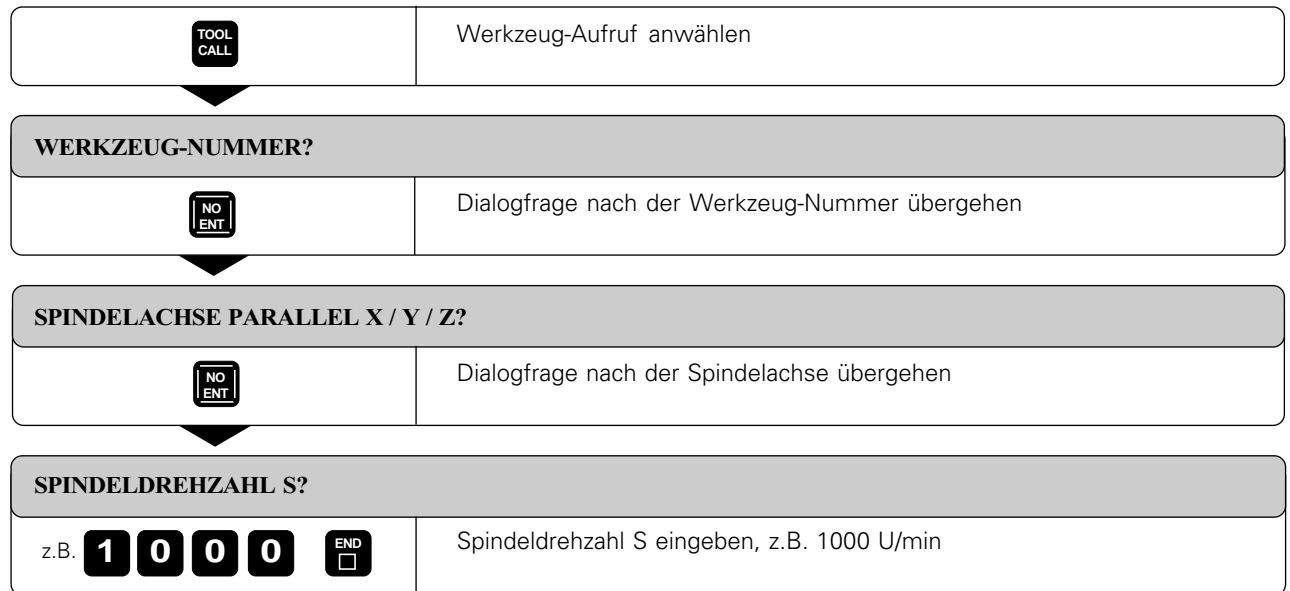 TOOL
CALL
Werkzeug-Aufruf anwählen
WERKZEUG-NUMMER?
NO
ENT
Dialogfrage nach der Werkzeug-Nummer übergehen
SPINDELACHSE PARALLEL X / Y / Z?
NO
ENT
Dialogfrage nach der Spindelachse übergehen
SPINDELDREHZAHL S?
z.B. 1 0 0 0 END
Spindeldrehzahl S eingeben, z.B. 1000 U/min